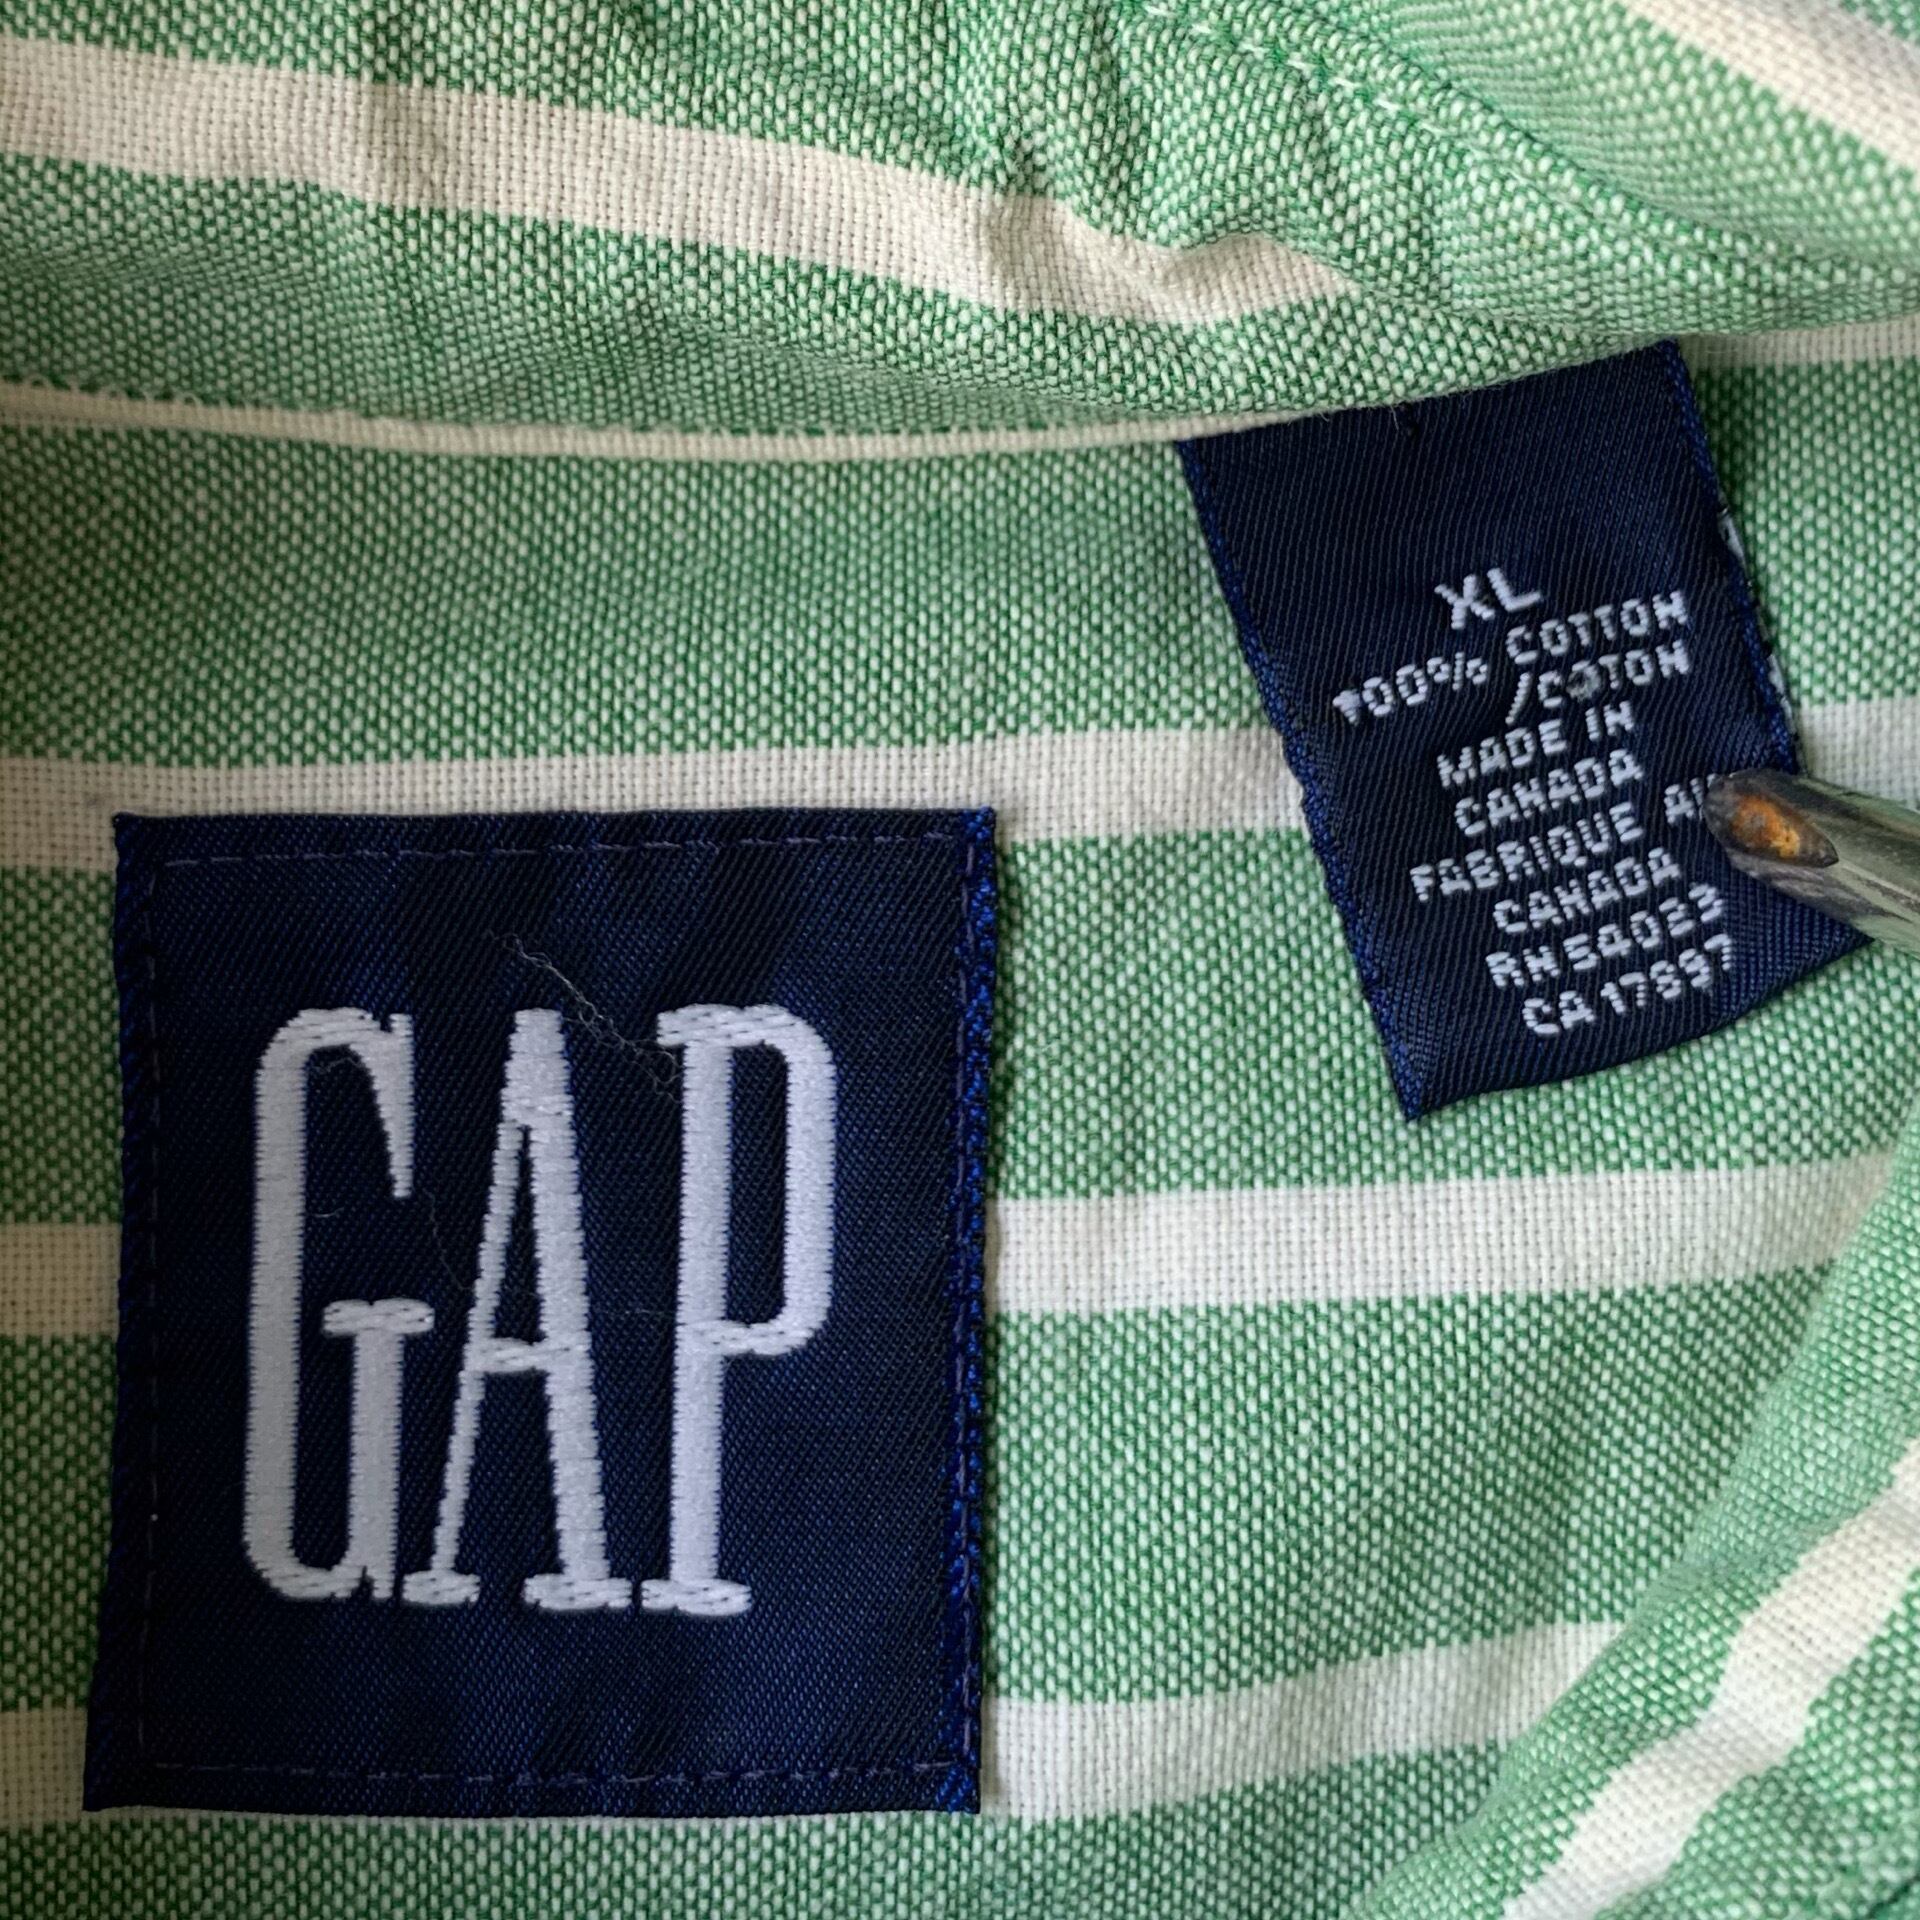 GAP
XL
100% COTTON
/COTON
MADE IN
CANADA
FABRIQUE AU
CANADA
RN 54023
CA 17897